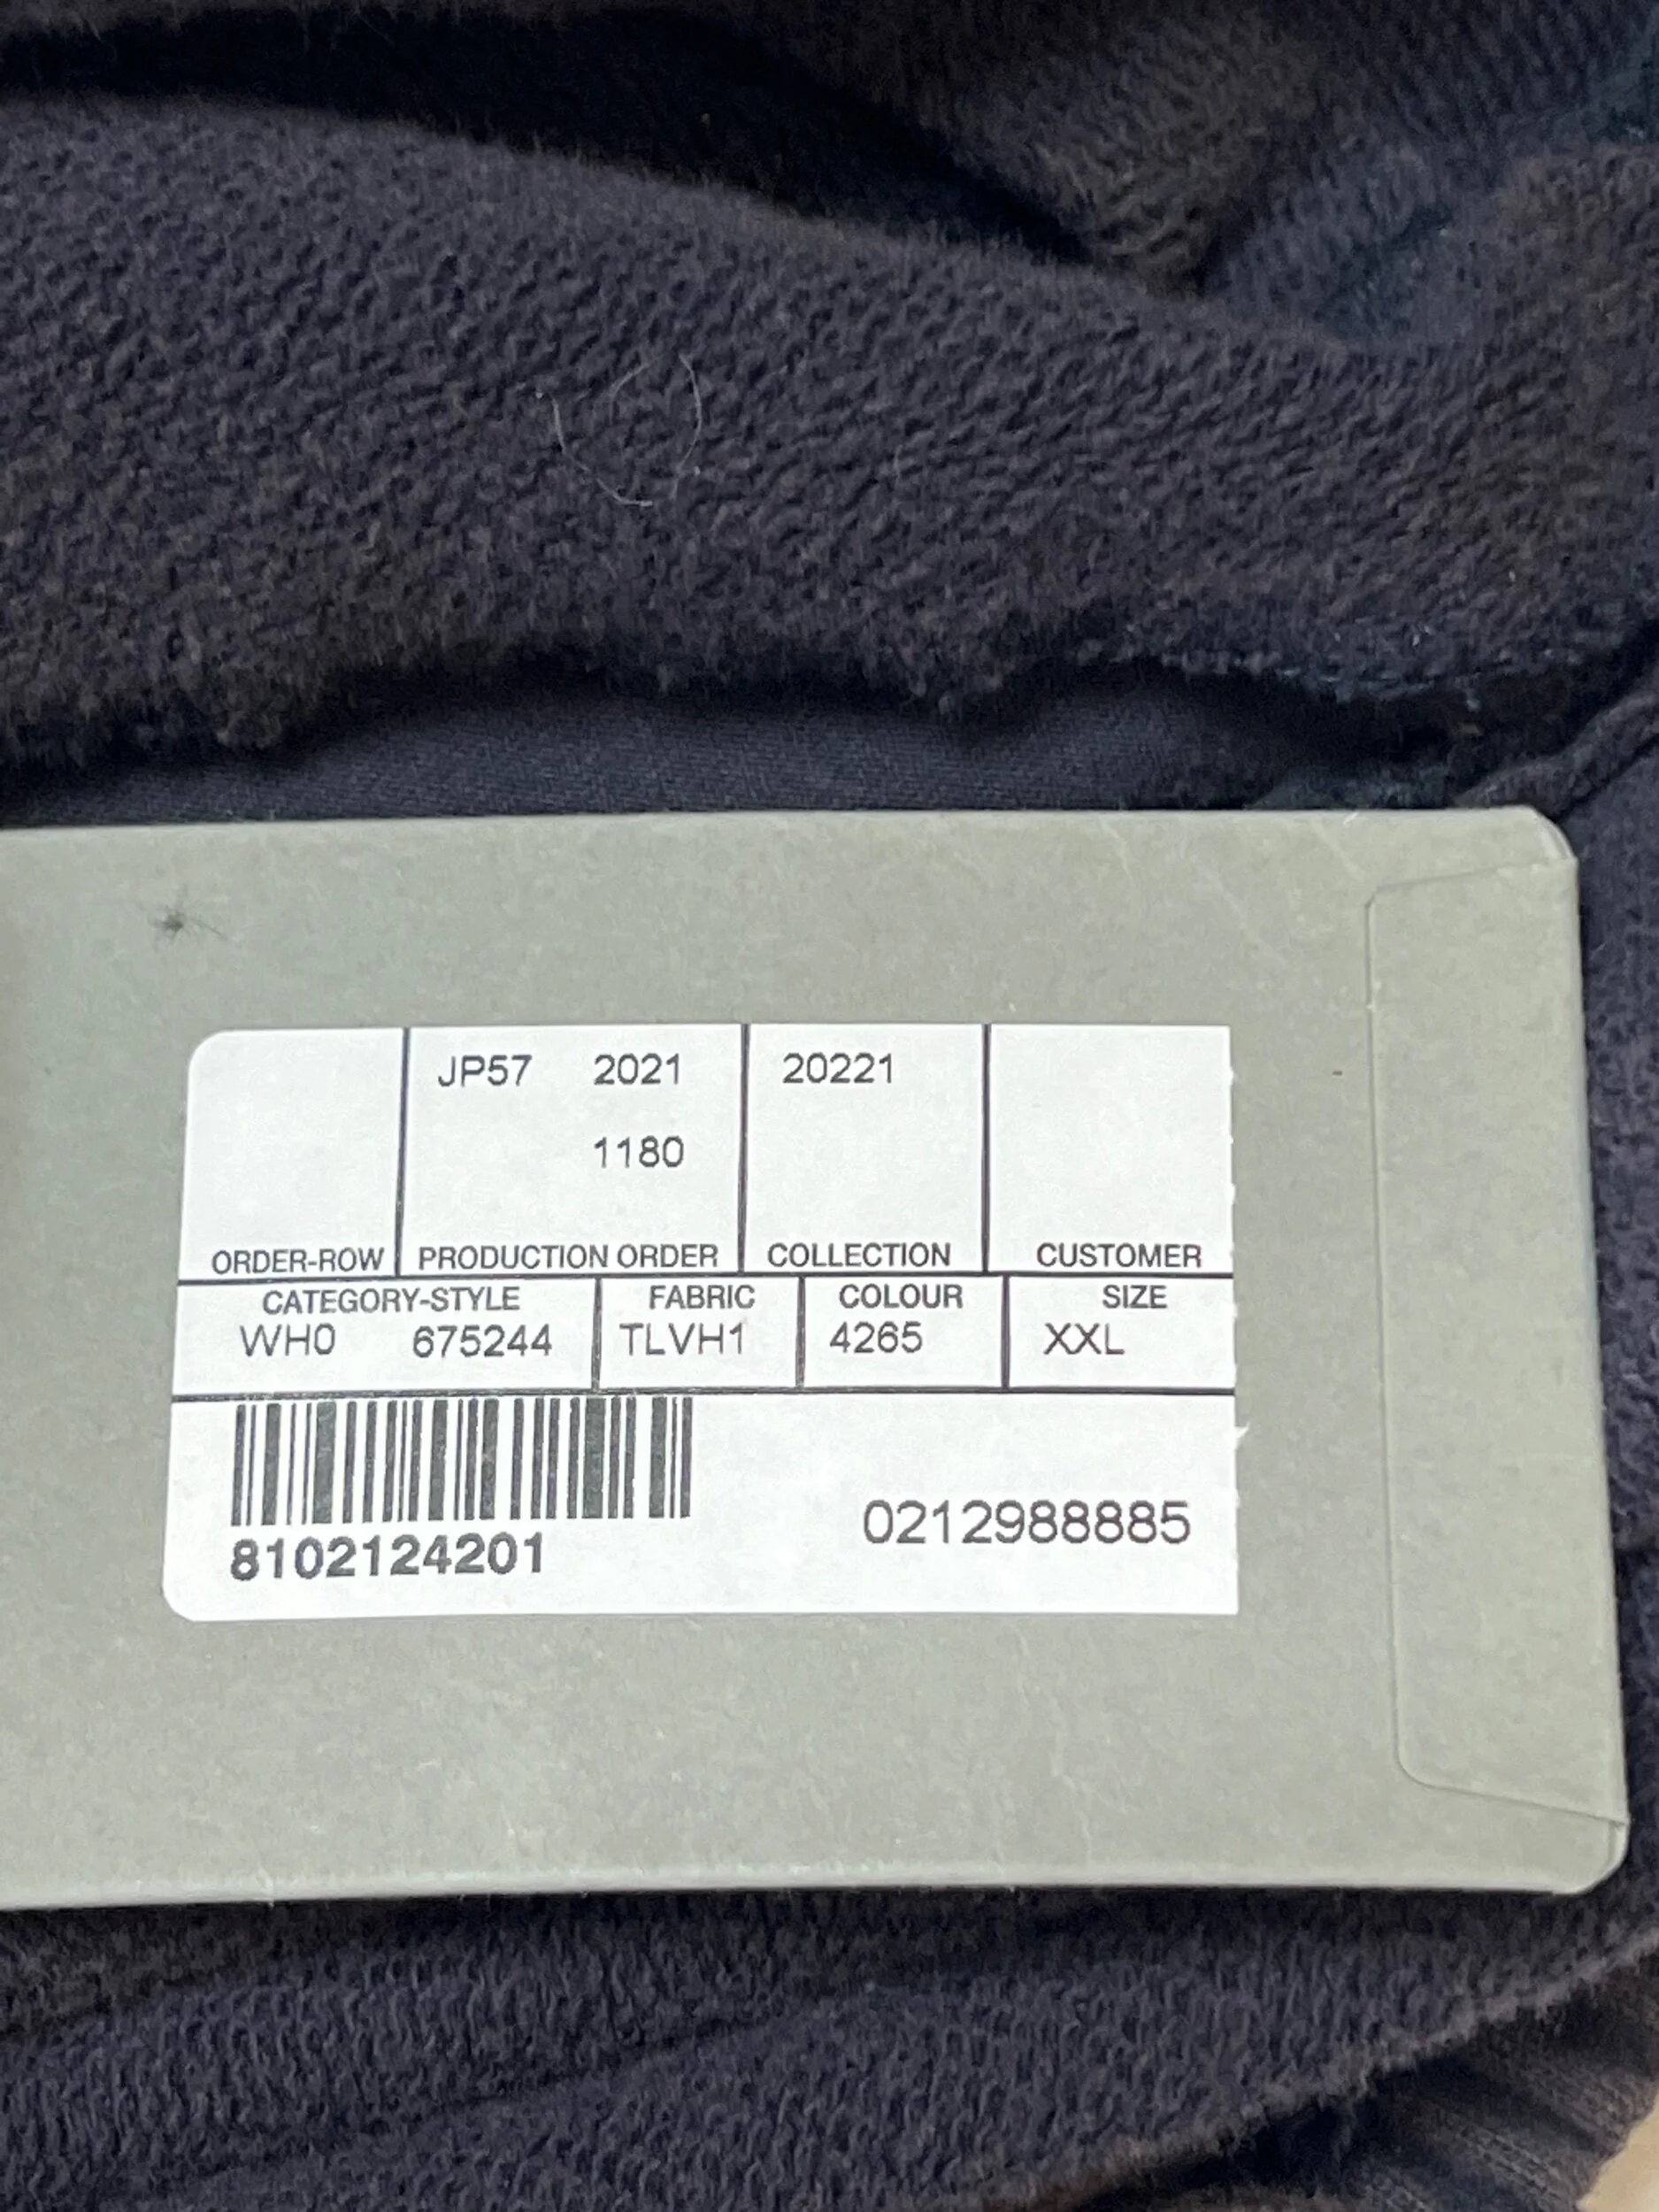 JP57 2021 20221
1180
ORDER-ROW PRODUCTION ORDER COLLECTION CUSTOMER
CATEGORY-STYLE FABRIC COLOUR SIZE
WH0 675244 TLVH1 4265 XXL
8102124201 0212988885